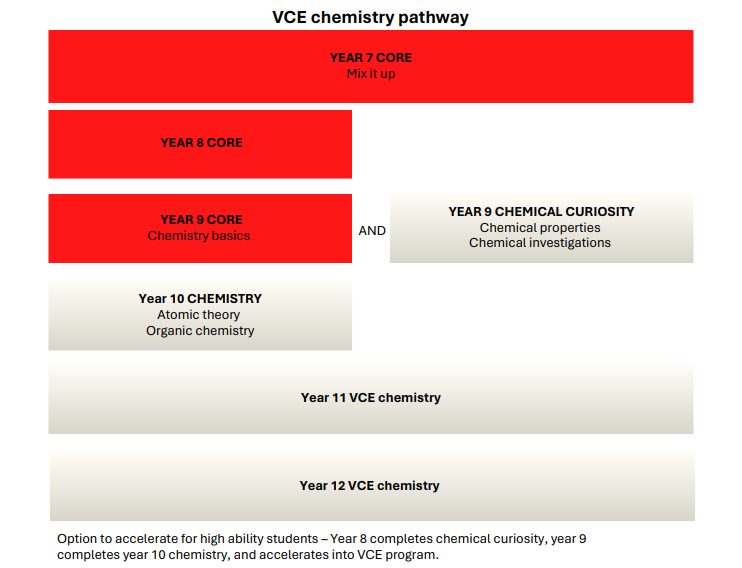 VCE chemistry pathway
YEAR 7 CORE
Mix it up
YEAR 8 CORE
YEAR 9 CORE
Chemistry basics
AND
YEAR 9 CHEMICAL CURIOSITY
Chemical properties
Chemical investigations
Year 10 CHEMISTRY
Atomic theory
Organic chemistry
Year 11 VCE chemistry
Year 12 VCE chemistry
Option to accelerate for high ability students – Year 8 completes chemical curiosity, year 9
completes year 10 chemistry, and accelerates into VCE program.